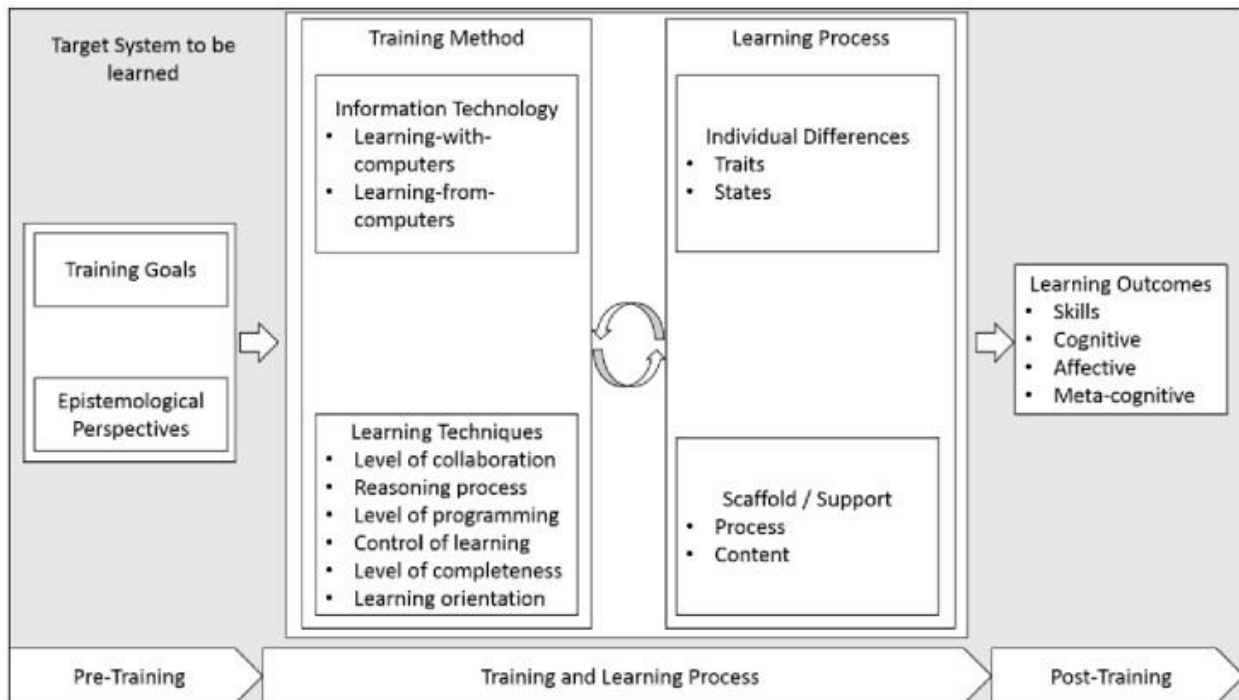 Target System to be
learned
Training Goals
Epistemological
Perspectives
Training Method
Information Technology
• Learning-with-
computers
• Learning-from-
computers
Learning Techniques
• Level of collaboration
• Reasoning process
• Level of programming
• Control of learning
• Level of completeness
• Learning orientation
Learning Process
Individual Differences
• Traits
• States
Scaffold / Support
• Process
• Content
Learning Outcomes
• Skills
• Cognitive
• Affective
• Meta-cognitive
Pre-Training
Training and Learning Process
Post-Training